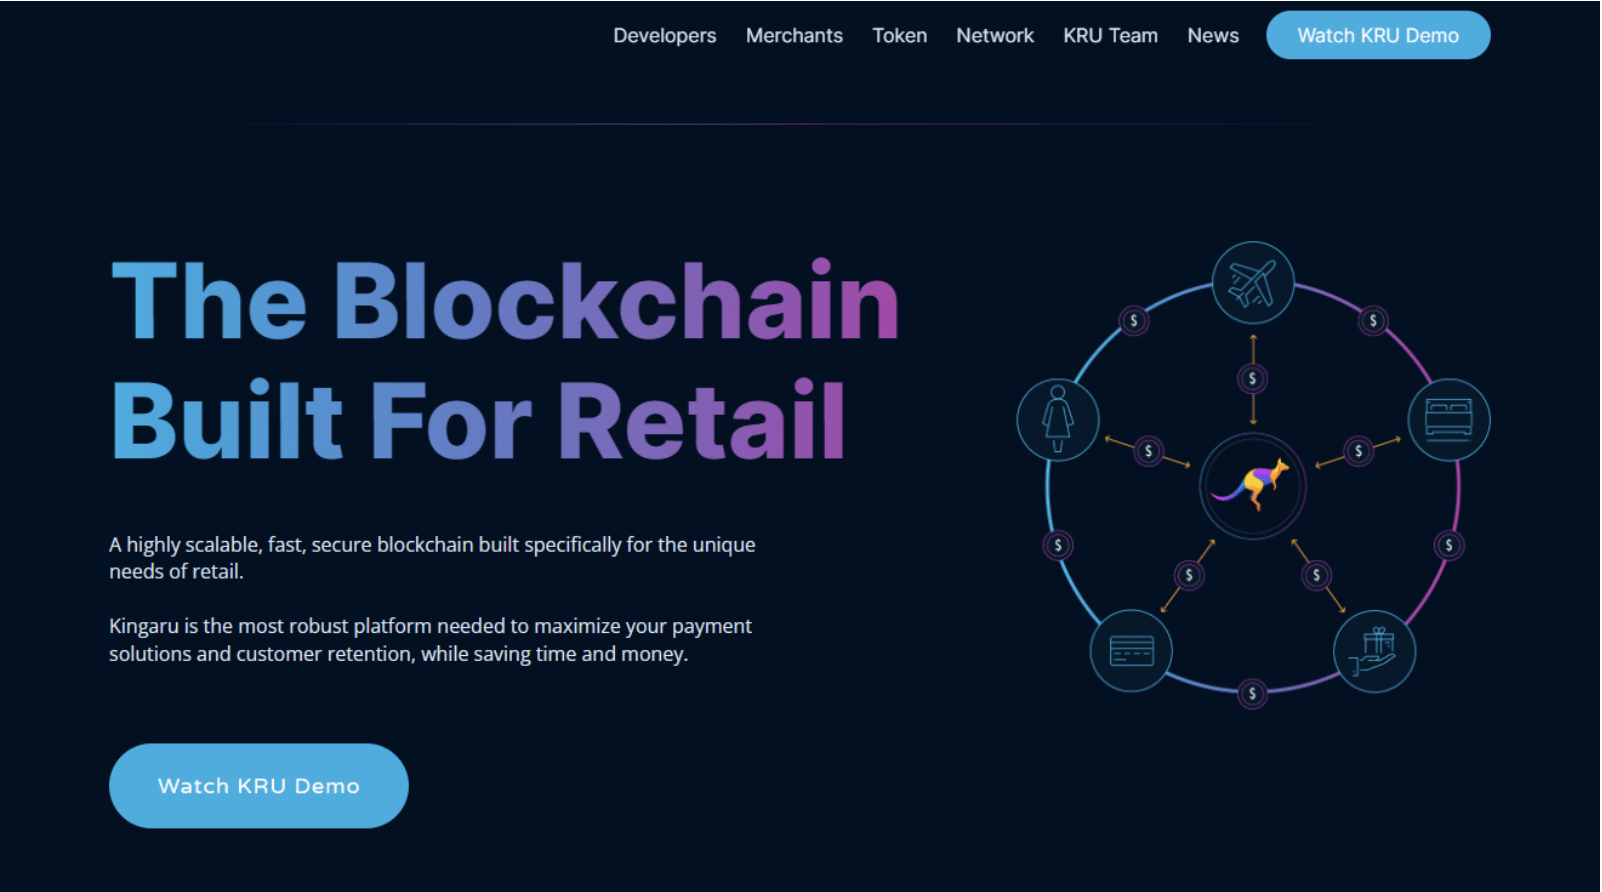 Developers Merchants Token Network KRU Team News Watch KRU Demo
The Blockchain
Built For Retail
A highly scalable, fast, secure blockchain built specifically for the unique
needs of retail.
Kingaru is the most robust platform needed to maximize your payment
solutions and customer retention, while saving time and money.
Watch KRU Demo
$ $
$
$ $
$ $
$ $
$